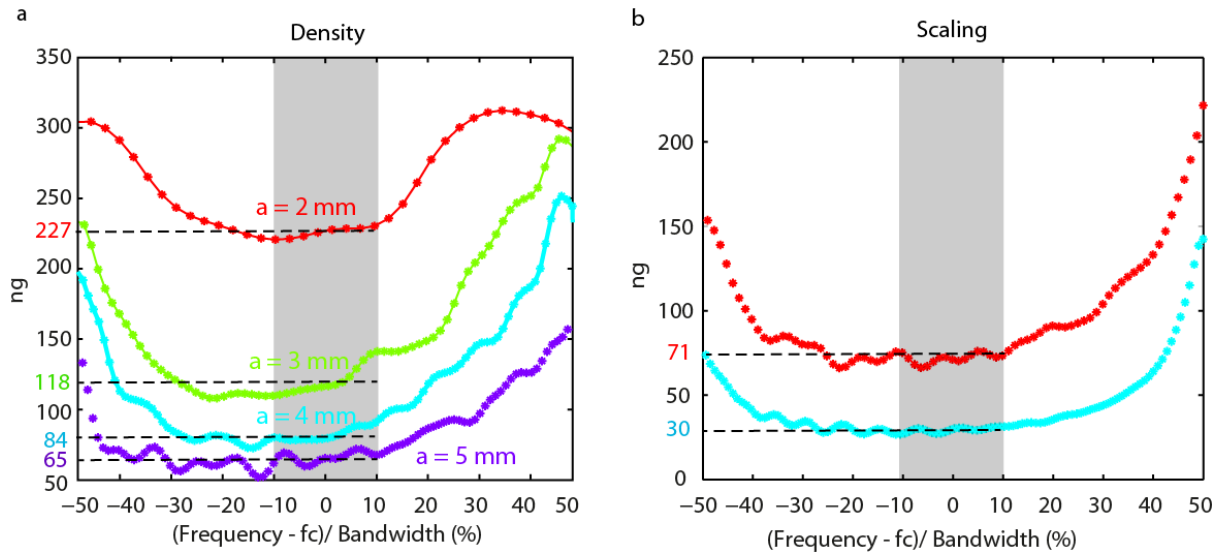 a
Density
350
300
250
227
200
150
118
100
84
65
50
ng
a = 2 mm
a = 3 mm
a = 4 mm
a = 5 mm
−50 −40 −30 −20 −10 0 10 20 30 40 50
(Frequency - fc)/ Bandwidth (%)
b
Scaling
250
200
150
100
71
50
30
0
ng
−50 −40 −30 −20 −10 0 10 20 30 40 50
(Frequency - fc)/ Bandwidth (%)